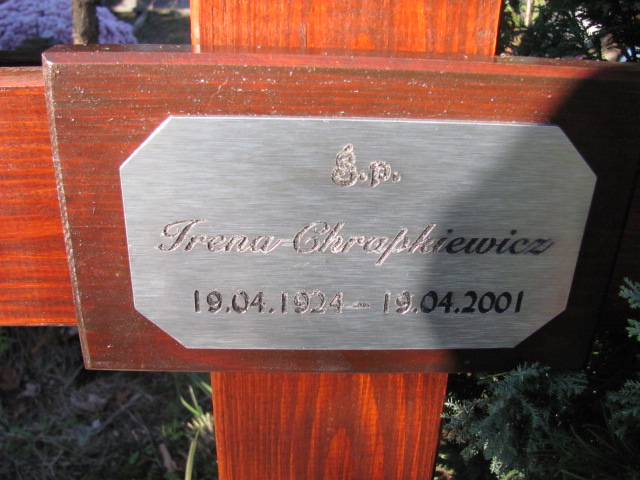 Ś.p.
Irena Chrapkiewicz
19.04.1924 – 19.04.2001